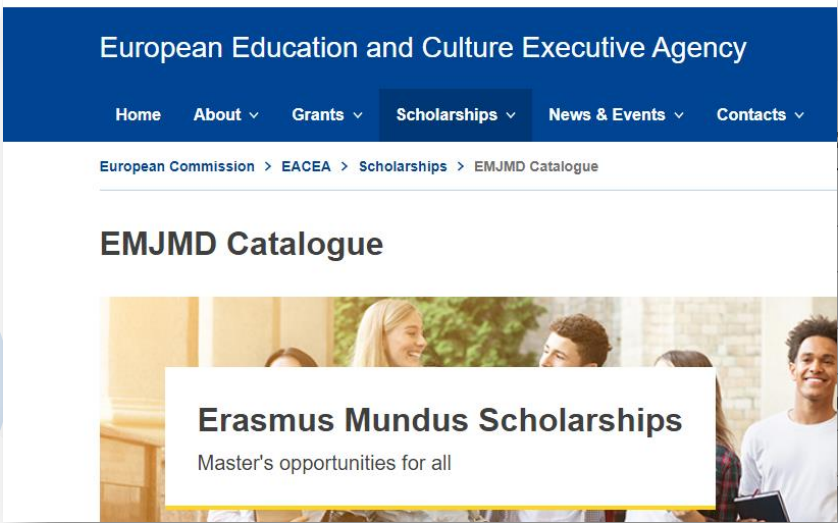 European Education and Culture Executive Agency
Home About Grants Scholarships News & Events Contacts
European Commission > EACEA > Scholarships > EMJMD Catalogue
EMJMD Catalogue
Erasmus Mundus Scholarships
Master's opportunities for all